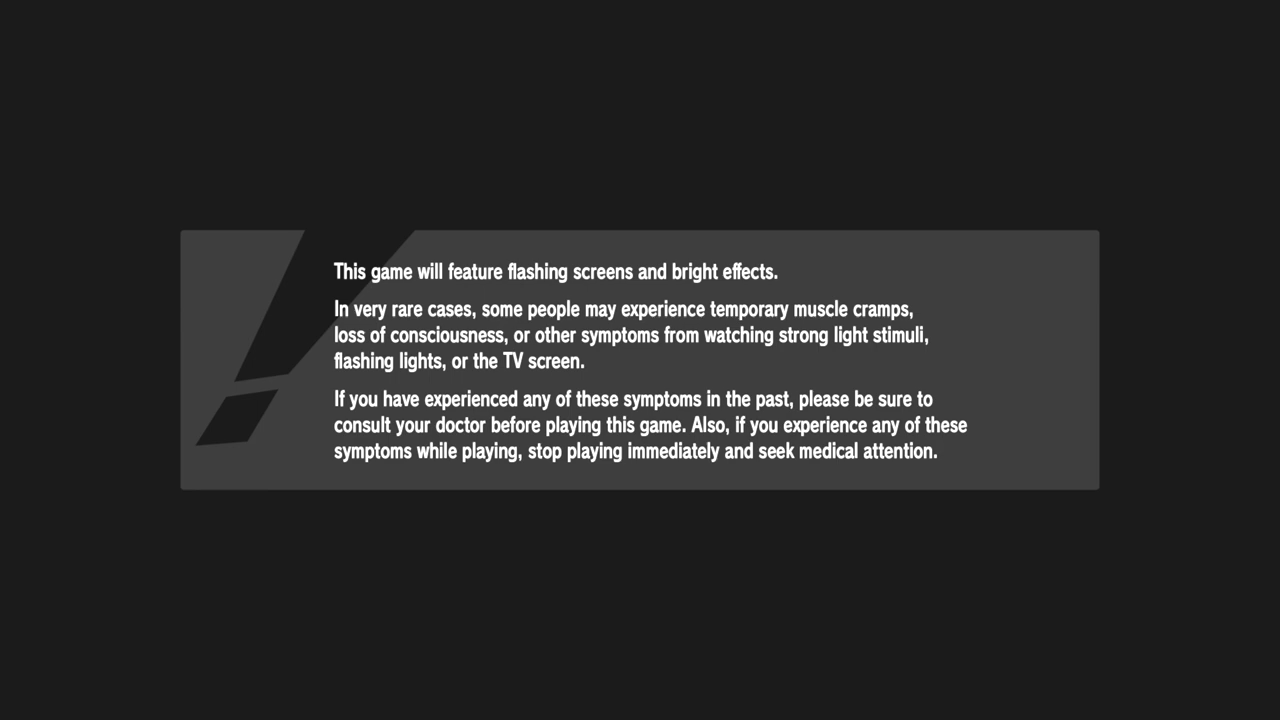 This game will feature flashing screens and bright effects.
In very rare cases, some people may experience temporary muscle cramps,
loss of consciousness, or other symptoms from watching strong light stimuli,
flashing lights, or the TV screen.
If you have experienced any of these symptoms in the past, please be sure to
consult your doctor before playing this game. Also, if you experience any of these
symptoms while playing, stop playing immediately and seek medical attention.